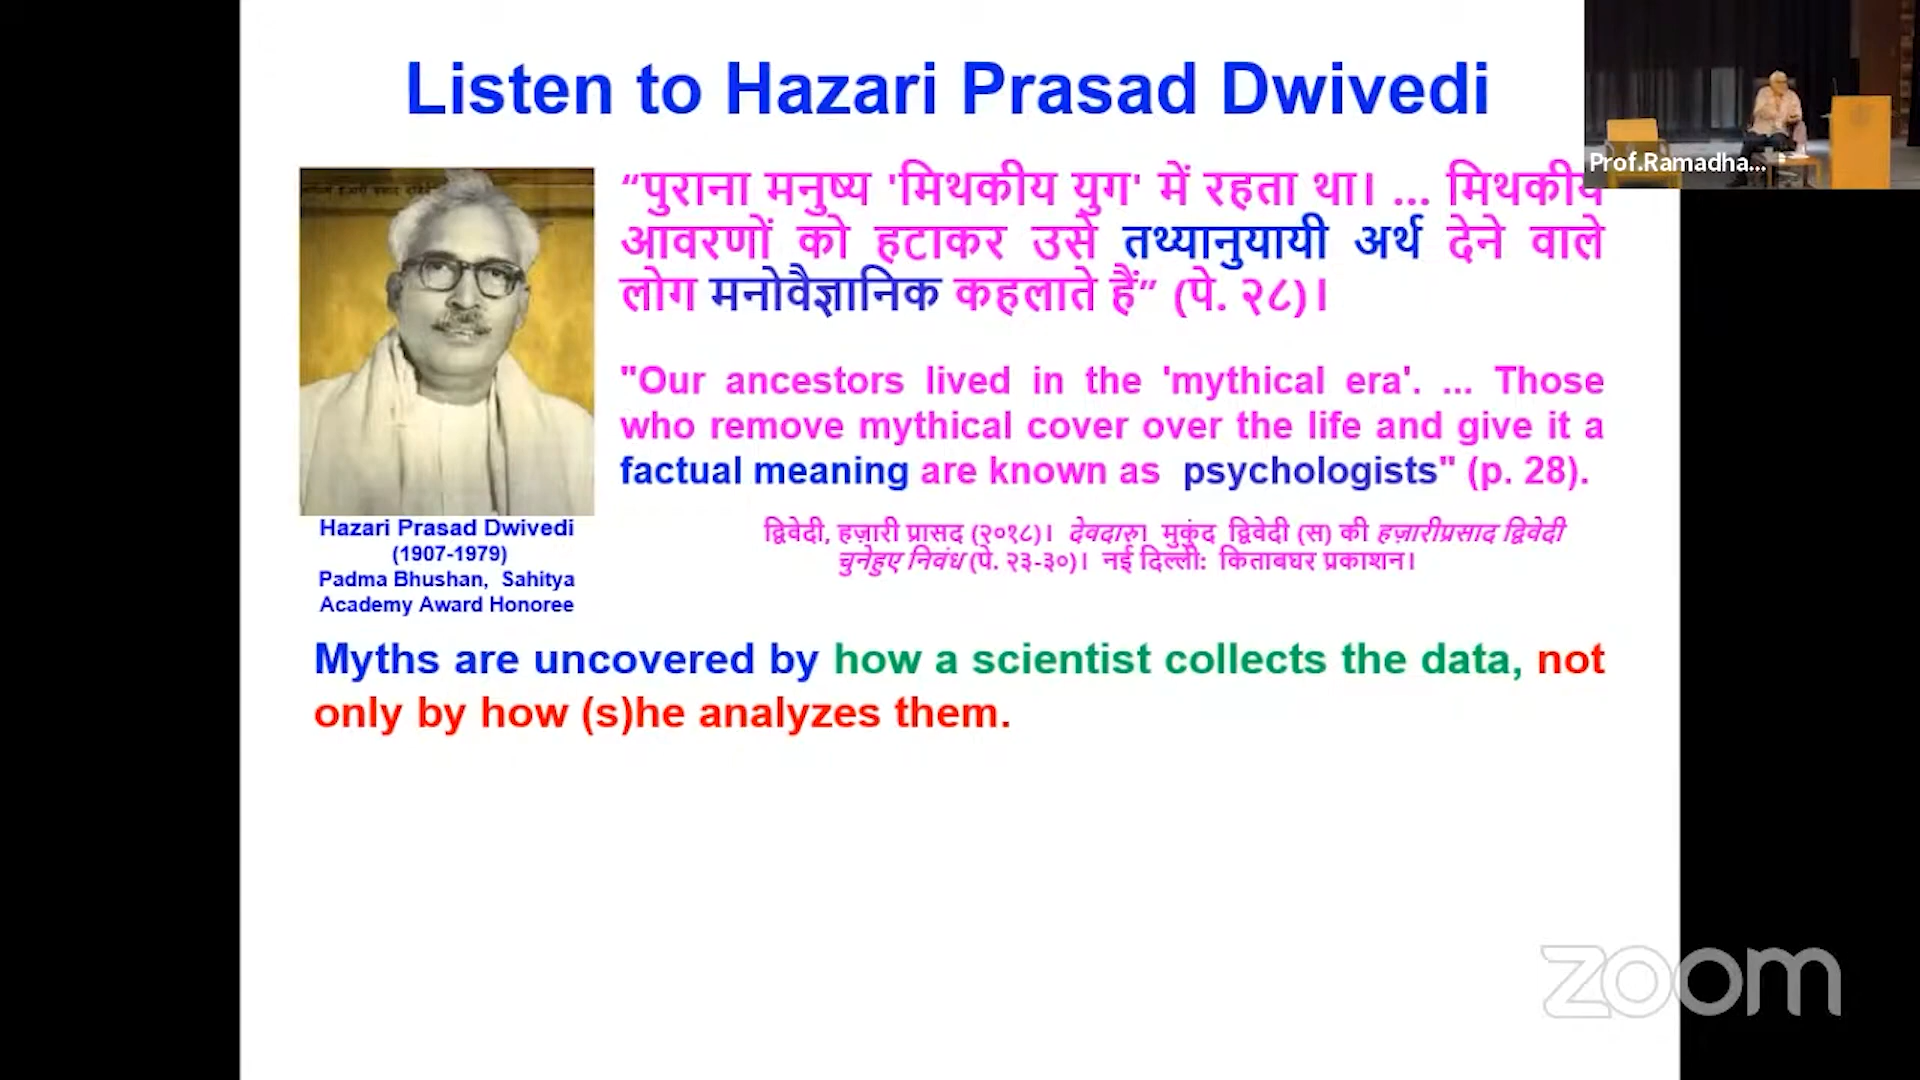 Listen to Hazari Prasad Dwivedi
Prof.Ramadha...
“पुराना मनुष्य 'मिथकीय युग' में रहता था। ... मिथकीय
आवरणों को हटाकर उसे तथ्यानुयायी अर्थ देने वाले
लोग मनोवैज्ञानिक कहलाते हैं” (पे. २८)।
"Our ancestors lived in the 'mythical era'. ... Those
who remove mythical cover over the life and give it a
factual meaning are known as psychologists" (p. 28).
द्विवेदी, हज़ारी प्रासद (२०१८)। देवदारु। मुकुंद द्विवेदी (स) की हज़ारीप्रसाद द्विवेदी
चुनेहुए निवंध (पे. २३-३०)। नई दिल्ली: किताबघर प्रकाशन।
Hazari Prasad Dwivedi
(1907-1979)
Padma Bhushan, Sahitya
Academy Award Honoree
Myths are uncovered by how a scientist collects the data, not
only by how (s)he analyzes them.
zoom